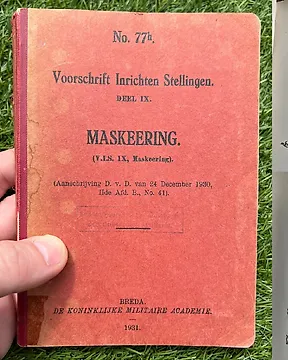 No. 77h.
Voorschrift Inrichten Stellingen.
DEEL IX.
MASKEERING.
(V.I.S. IX, Maskeering).
(Aanschrijving D. v. D. van 24 December 1930,
IIde Afd. B., No. 41).
BREDA.
DE KONINKLIJKE MILITAIRE ACADEMIE.
1931.